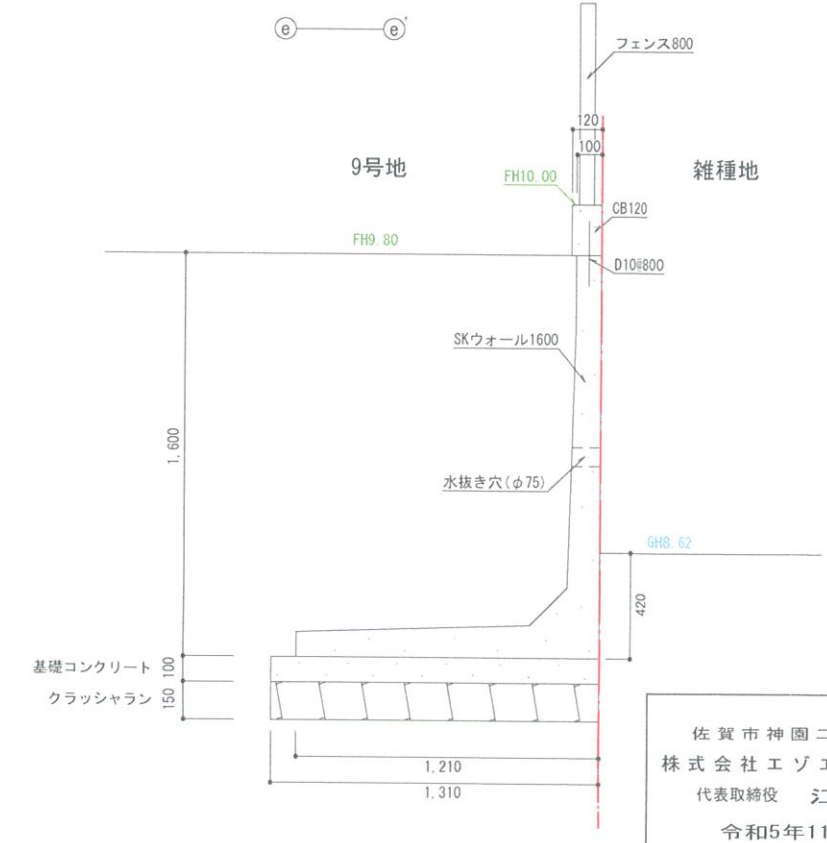 e e'
フェンス800
120
9号地
100
雑種地
FH10.00
CB120
FH9.80
D10@800
SKウォール1600
1,600
水抜き穴(φ75)
GH8.62
420
基礎コンクリート 100
クラッシャラン 150
1,210
1,310
佐賀市神園
株式会社エゾ
代表取締役
令和5年11